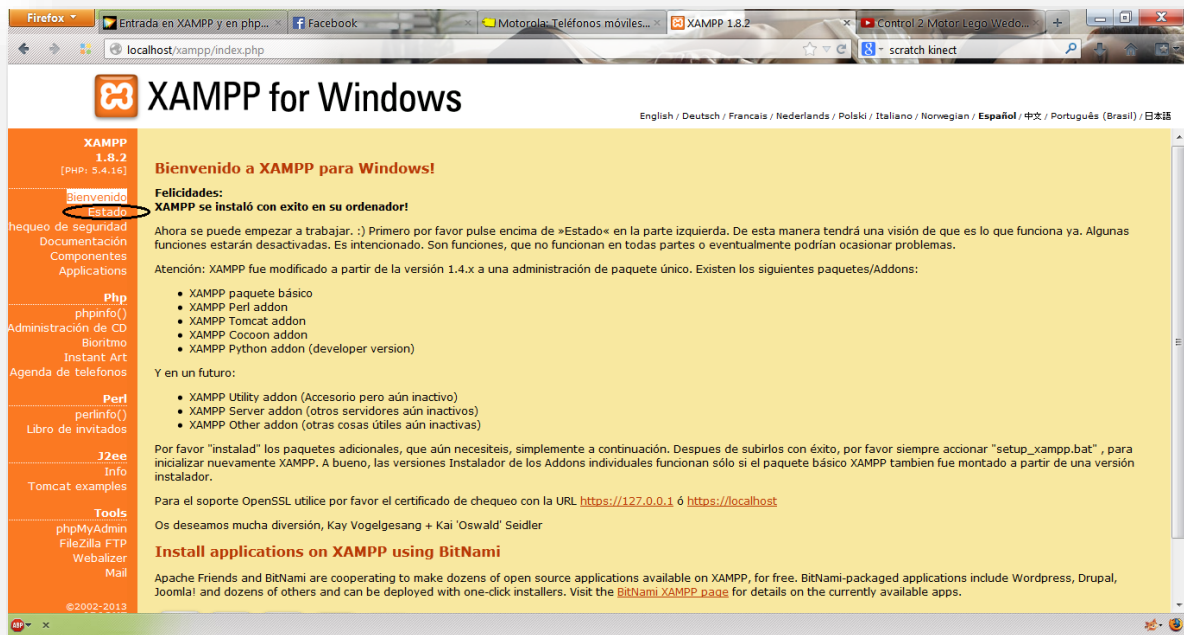 Firefox
Entrada en XAMPP y en php...
Facebook
Motorola: Teléfonos móviles...
XAMPP 1.8.2
Control 2 Motor Lego Wedo...
localhost/xampp/index.php
scratch kinect
XAMPP for Windows
English / Deutsch / Francais / Nederlands / Polski / Italiano / Norwegian / Español / 中文 / Português (Brasil) / 日本語
XAMPP
1.8.2
[PHP: 5.4.16]
Bienvenido
Estado
hequeo de seguridad
Documentación
Componentes
Applications
Php
phpinfo()
Administración de CD
Bioritmo
Instant Art
Agenda de telefonos
Perl
perlinfo()
Libro de invitados
J2ee
Info
Tomcat examples
Tools
phpMyAdmin
FileZilla FTP
Webalizer
Mail
©2002-2013
Bienvenido a XAMPP para Windows!
Felicidades:
XAMPP se instaló con exito en su ordenador!
Ahora se puede empezar a trabajar. :) Primero por favor pulse encima de »Estado« en la parte izquierda. De esta manera tendrá una visión de que es lo que funciona ya. Algunas
funciones estarán desactivadas. Es intencionado. Son funciones, que no funcionan en todas partes o eventualmente podrían ocasionar problemas.
Atención: XAMPP fue modificado a partir de la versión 1.4.x a una administración de paquete único. Existen los siguientes paquetes/Addons:
• XAMPP paquete básico
• XAMPP Perl addon
• XAMPP Tomcat addon
• XAMPP Cocoon addon
• XAMPP Python addon (developer version)
Y en un futuro:
• XAMPP Utility addon (Accesorio pero aún inactivo)
• XAMPP Server addon (otros servidores aún inactivos)
• XAMPP Other addon (otras cosas útiles aún inactivas)
Por favor "instalad" los paquetes adicionales, que aún necesiteis, simplemente a continuación. Despues de subirlos con éxito, por favor siempre accionar "setup_xampp.bat" , para
inicializar nuevamente XAMPP. A bueno, las versiones Instalador de los Addons individuales funcionan sólo si el paquete básico XAMPP tambien fue montado a partir de una versión
instalador.
Para el soporte OpenSSL utilice por favor el certificado de chequeo con la URL https://127.0.0.1 ó https://localhost
Os deseamos mucha diversión, Kay Vogelgesang + Kai 'Oswald' Seidler
Install applications on XAMPP using BitNami
Apache Friends and BitNami are cooperating to make dozens of open source applications available on XAMPP, for free. BitNami-packaged applications include Wordpress, Drupal,
Joomla! and dozens of others and can be deployed with one-click installers. Visit the BitNami XAMPP page for details on the currently available apps.
ABP